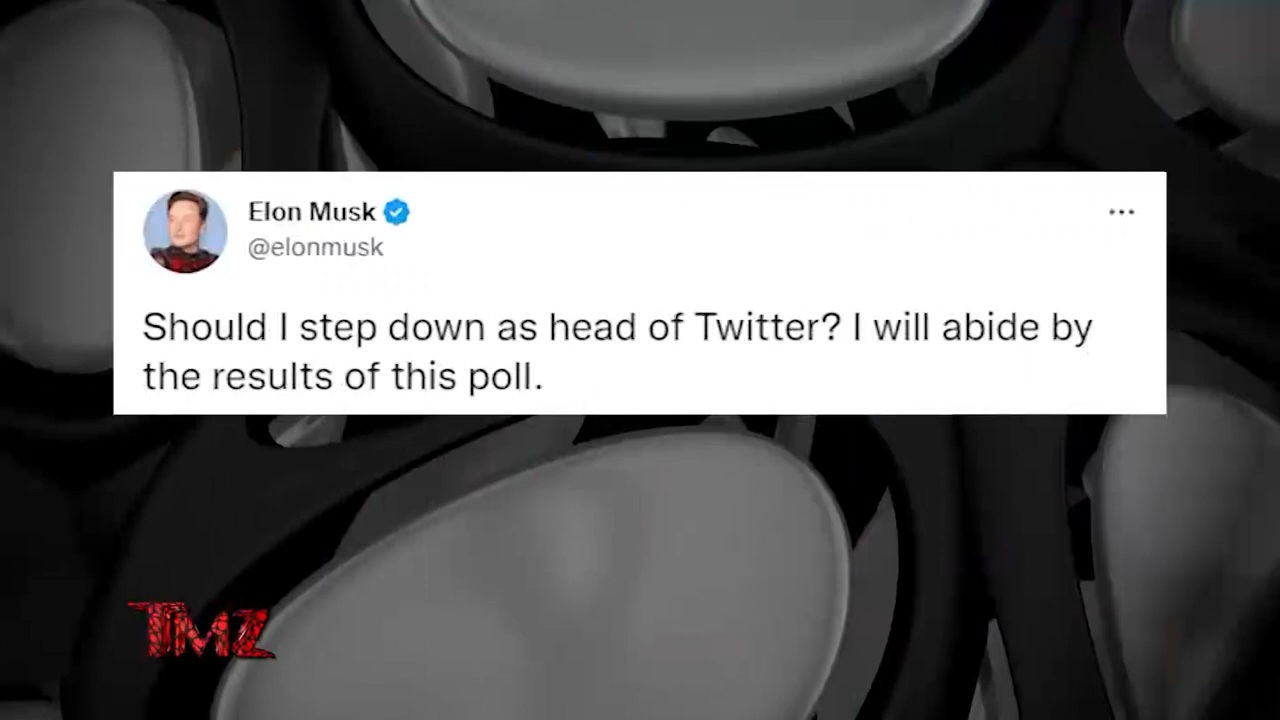 Elon Musk
@elonmusk
Should I step down as head of Twitter? I will abide by
the results of this poll.
TMZ